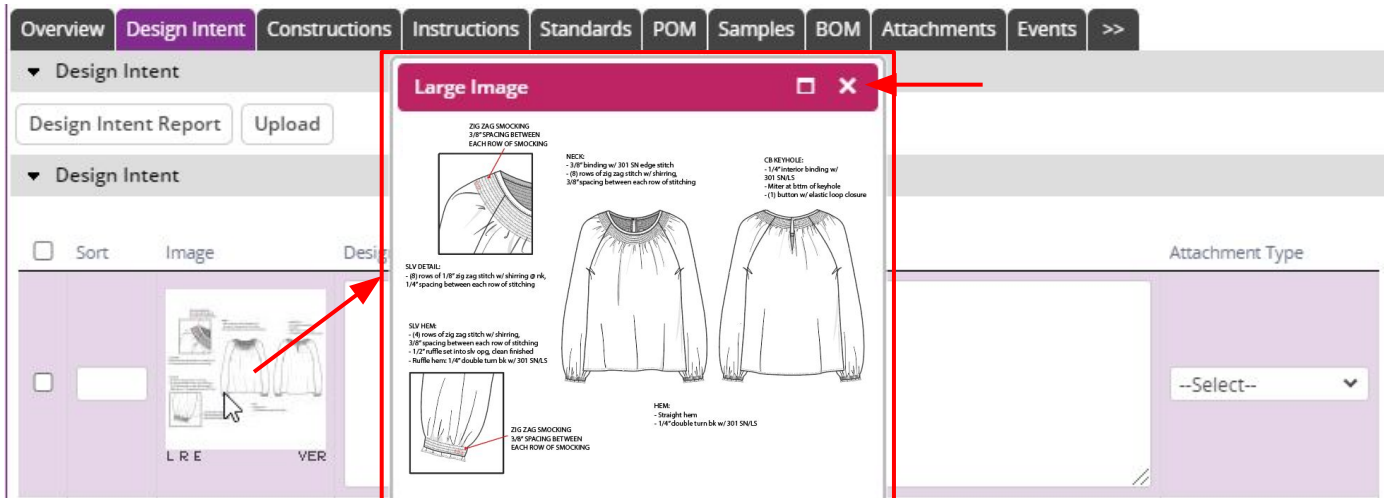 Overview Design Intent Constructions Instructions Standards POM Samples BOM Attachments Events >>
Design Intent
Design Intent Report Upload
Design Intent
Sort Image Desig Attachment Type
L R E VER
--Select--
Large Image
ZIG ZAG SMOCKING
3/8" SPACING BETWEEN
EACH ROW OF SMOCKING
NECK:
- 3/8" binding w/ 301 SN edge stitch
- (8) rows of zig zag stitch w/ shirring,
3/8" spacing between each row of stitching
CB KEYHOLE:
- 1/4" interior binding w/
301 SN/LS
- Miter at bttm of keyhole
- (1) button w/ elastic loop closure
SLV DETAIL:
- (8) rows of 1/8" zig zag stitch w/ shirring @ nk,
1/4" spacing between each row of stitching
SLV HEM:
- (4) rows of zig zag stitch w/ shirring,
3/8" spacing between each row of stitching
- 1/2" ruffle set into slv opg, clean finished
- Ruffle hem: 1/4" double turn bk w/ 301 SN/LS
ZIG ZAG SMOCKING
3/8" SPACING BETWEEN
EACH ROW OF SMOCKING
HEM:
- Straight hem
- 1/4" double turn bk w/ 301 SN/LS